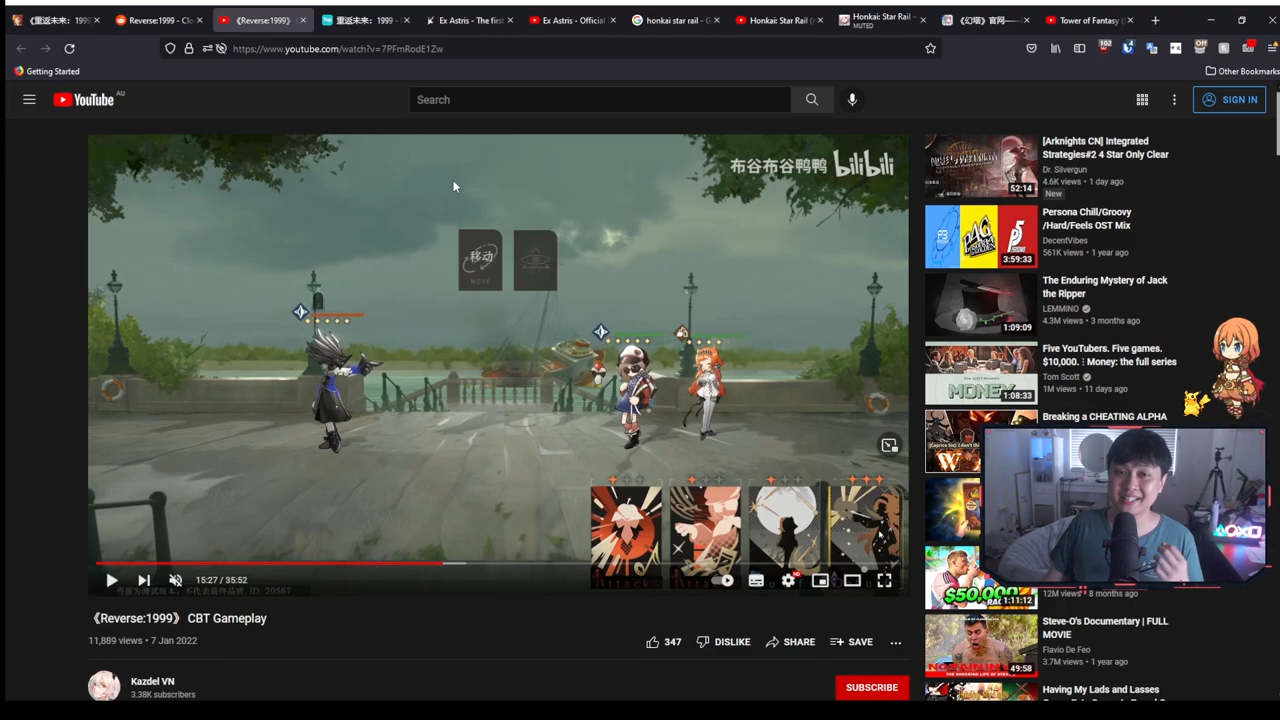 《重返未来: 199
Reverse:1999 - Clo
《Reverse:1999》
重返未来: 1999 -
Ex Astris - The first
Ex Astris - Official
honkai star rail - G
Honkai: Star Rail
Honkai: Star Rail -
MUTED
《幻塔》官网——
Tower of Fantasy
https://www.youtube.com/watch?v=7PFmRodE1Zw
102
Off
Getting Started
Other Bookmarks
YouTube AU
Search
SIGN IN
布谷布谷鸭鸭 bilibili
移动
MOVE
15:27 / 35:52
《Reverse:1999》 CBT Gameplay
11,889 views • 7 Jan 2022
347
DISLIKE
SHARE
SAVE
Kazdel VN
3.38K subscribers
SUBSCRIBE
52:14
[Arknights CN] Integrated
Strategies#2 4 Star Only Clear
Dr. Silvergun
4.6K views • 1 day ago
New
3:59:33
Persona Chill/Groovy
/Hard/Feels OST Mix
DecentVibes
561K views • 1 year ago
1:09:09
The Enduring Mystery of Jack
the Ripper
LEMMINO
4.3M views • 3 months ago
MONEY
1:08:33
Five YouTubers. Five games.
$10,000. ⋮ Money: the full series
Tom Scott
1M views • 11 days ago
Breaking a CHEATING ALPHA
$50,000
1:11:12
12M views • 8 months ago
49:58
Steve-O's Documentary | FULL
MOVIE
Flavio De Feo
3.7M views • 1 year ago
Having My Lads and Lasses